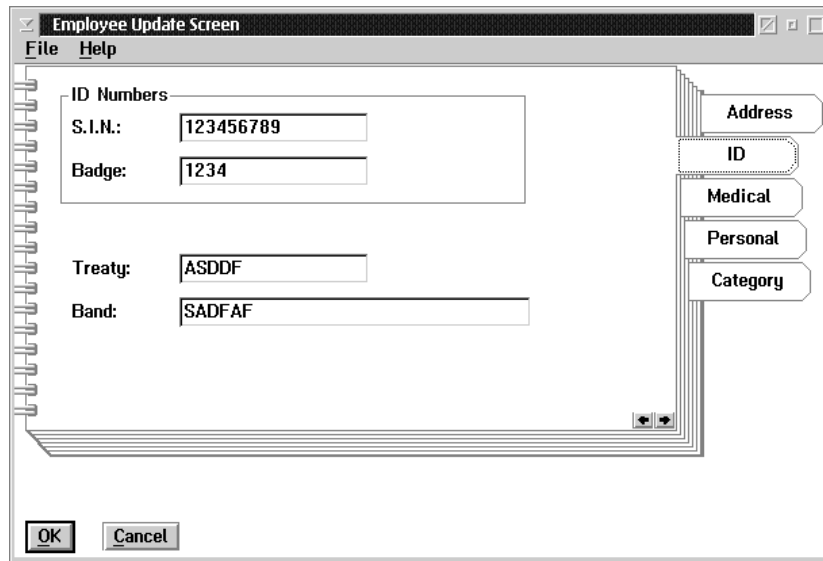 Employee Update Screen
File Help
ID Numbers
S.I.N.: 123456789
Badge: 1234
Treaty: ASDDF
Band: SADFAF
Address
ID
Medical
Personal
Category
OK Cancel